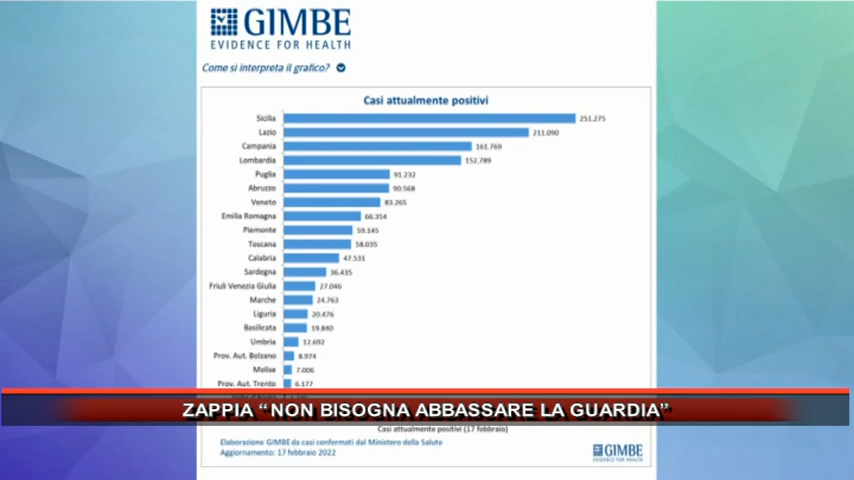 GIMBE
EVIDENCE FOR HEALTH
Come si interpreta il grafico?
Casi attualmente positivi
Sicilia 251.275
Lazio 211.090
Campania 161.769
Lombardia 152.789
Puglia 91.232
Abruzzo 90.568
Veneto 83.265
Emilia Romagna 66.354
Piemonte 59.145
Toscana 58.035
Calabria 47.531
Sardegna 36.435
Friuli Venezia Giulia 27.046
Marche 24.763
Liguria 20.476
Basilicata 19.840
Umbria 12.692
Prov. Aut. Bolzano 8.974
Molise 7.006
Prov. Aut. Trento 6.177
ZAPPIA “NON BISOGNA ABBASSARE LA GUARDIA”
Casi attualmente positivi (17 febbraio)
Elaborazione GIMBE da casi confermati dal Ministero della Salute
Aggiornamento: 17 febbraio 2022
GIMBE
EVIDENCE FOR HEALTH